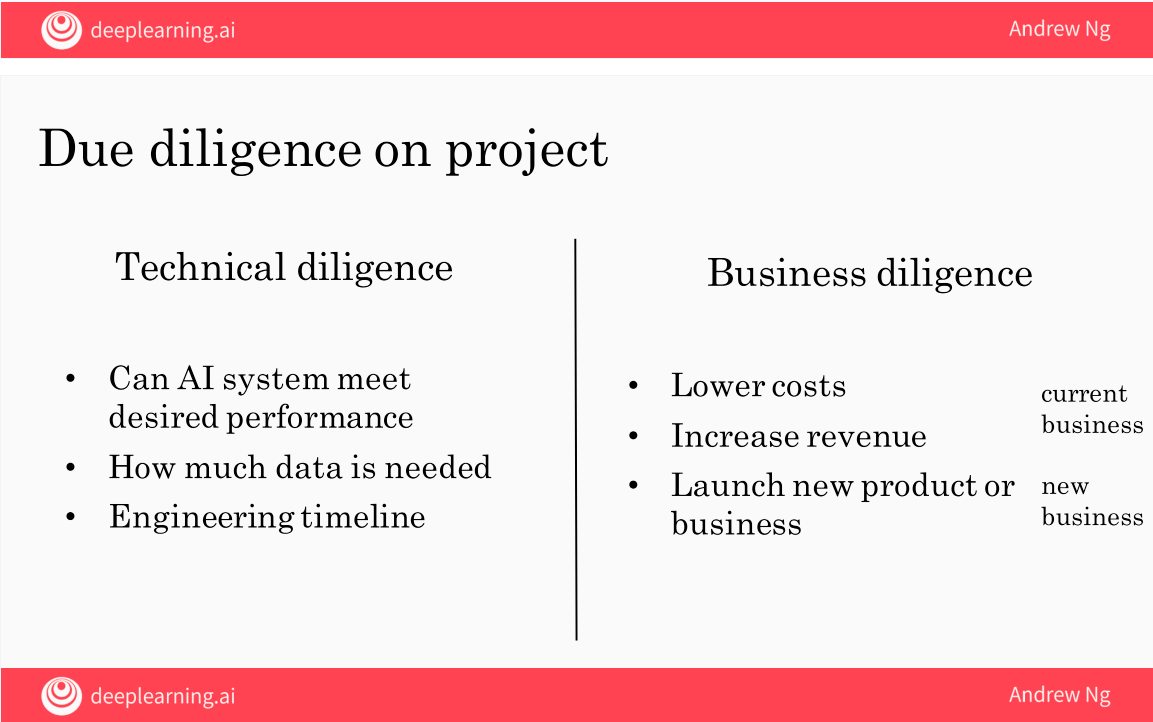 deeplearning.ai
Andrew Ng
Due diligence on project
Technical diligence
• Can AI system meet
desired performance
• How much data is needed
• Engineering timeline
Business diligence
• Lower costs
• Increase revenue
• Launch new product or
business
current
business
new
business
deeplearning.ai
Andrew Ng